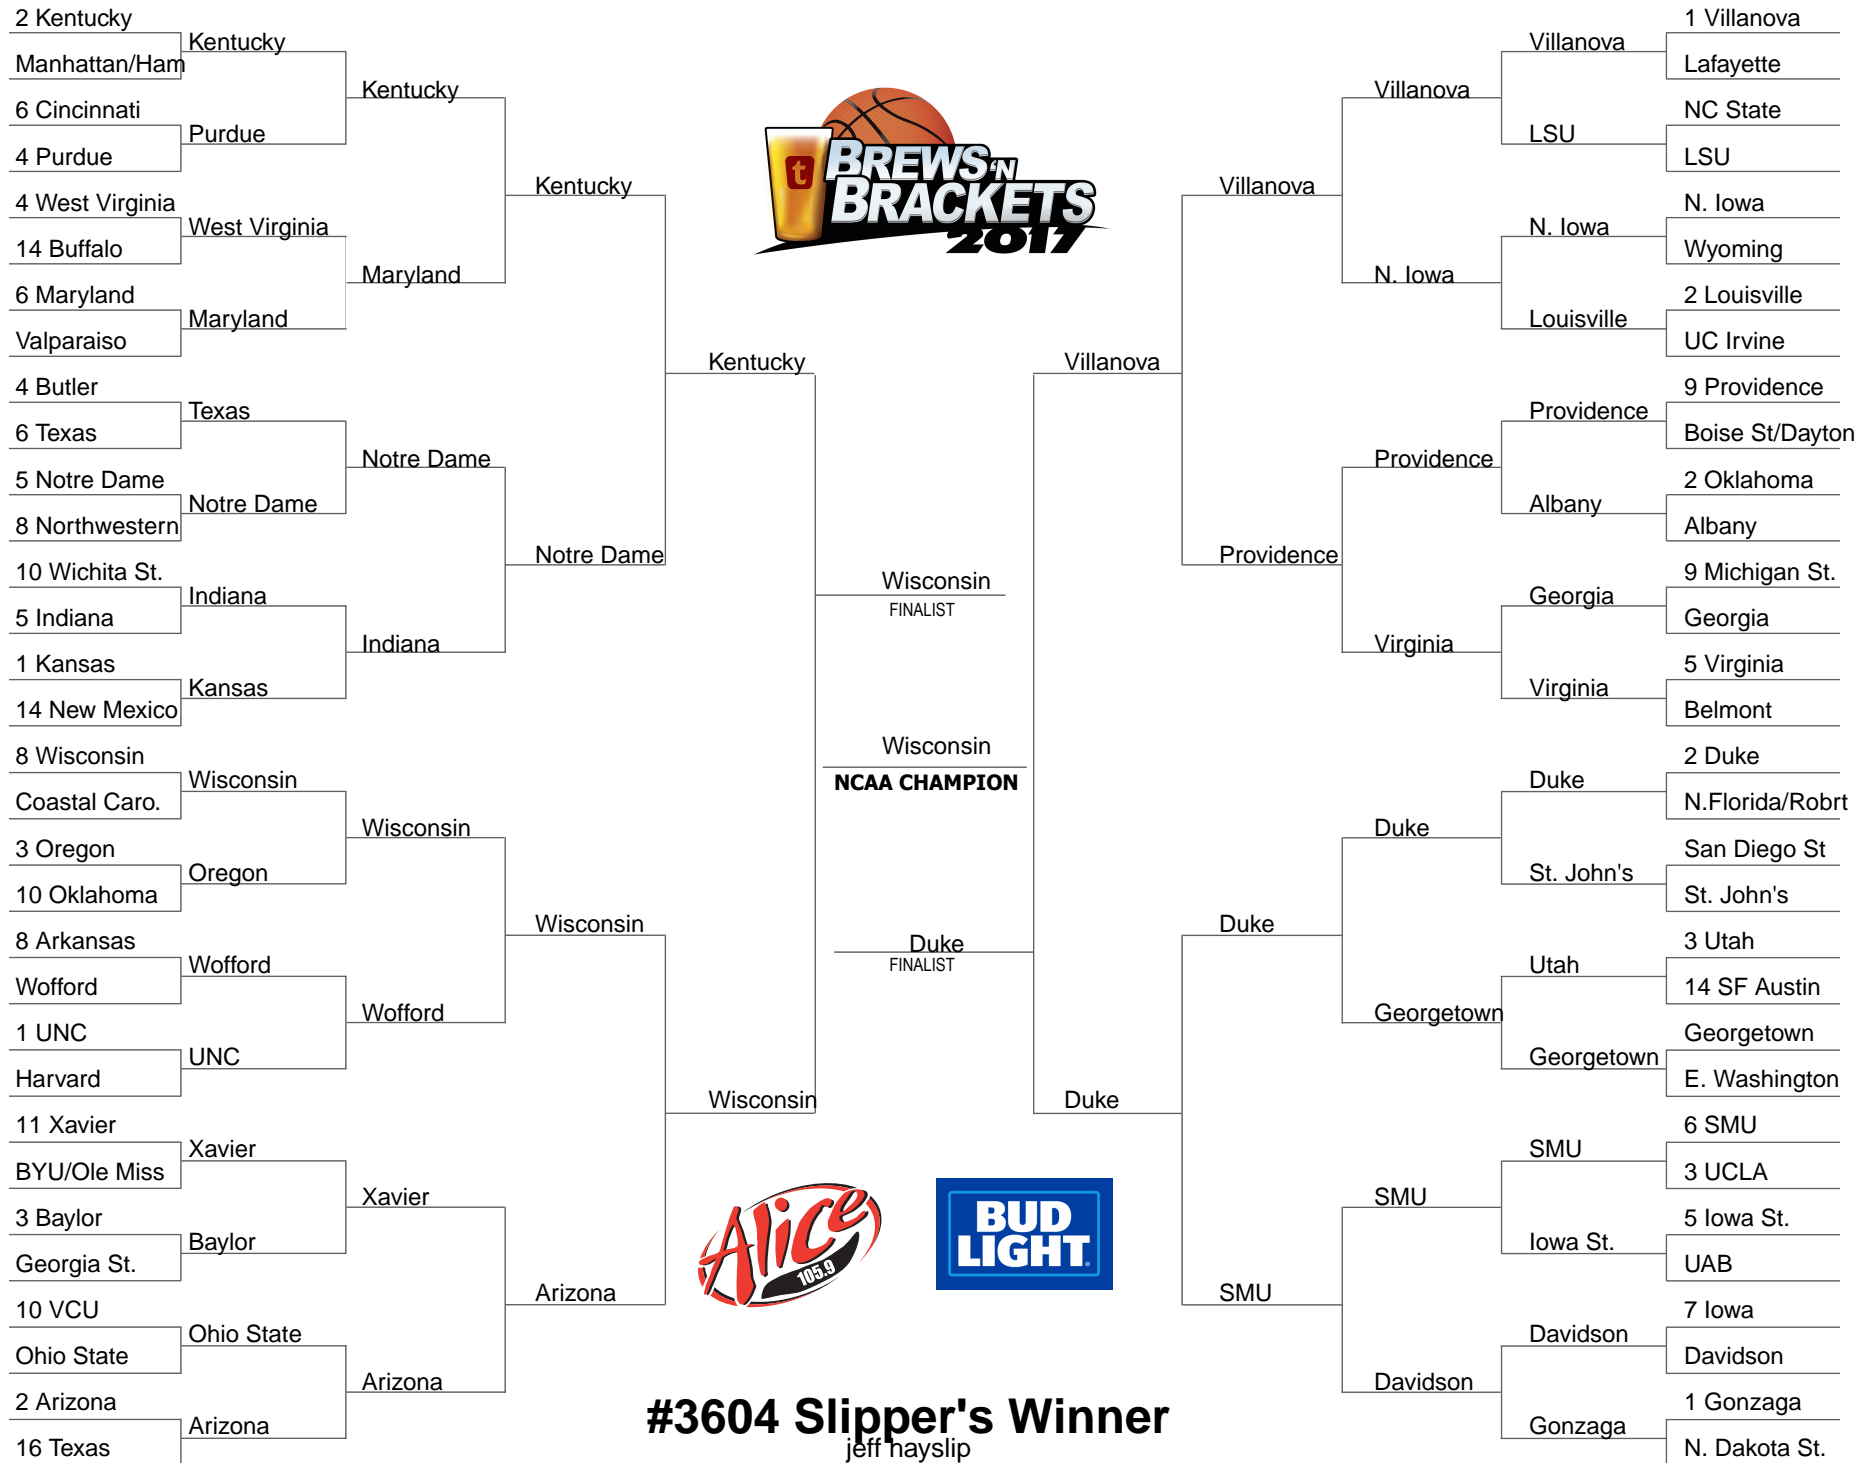 2 Kentucky
Manhattan/Ham
6 Cincinnati
4 Purdue
4 West Virginia
14 Buffalo
6 Maryland
Valparaiso
4 Butler
6 Texas
5 Notre Dame
8 Northwestern
10 Wichita St.
5 Indiana
1 Kansas
14 New Mexico
8 Wisconsin
Coastal Caro.
3 Oregon
10 Oklahoma
8 Arkansas
Wofford
1 UNC
Harvard
11 Xavier
BYU/Ole Miss
3 Baylor
Georgia St.
10 VCU
Ohio State
2 Arizona
16 Texas
Kentucky
Purdue
West Virginia
Maryland
Texas
Notre Dame
Indiana
Kansas
Wisconsin
Oregon
Wofford
UNC
Xavier
Baylor
Ohio State
Arizona
Kentucky
Maryland
Notre Dame
Indiana
Wisconsin
Wofford
Xavier
Arizona
Kentucky
Notre Dame
Wisconsin
Arizona
Kentucky
Wisconsin
BREWS 'N
BRACKETS
2017
t
Wisconsin
FINALIST
Wisconsin
NCAA CHAMPION
Duke
FINALIST
Alice
105.9
BUD
LIGHT
#3604 Slipper's Winner
jeff hayslip
Villanova
Duke
Villanova
Providence
Duke
SMU
Villanova
N. Iowa
Providence
Virginia
Duke
Georgetown
SMU
Davidson
Villanova
LSU
N. Iowa
Louisville
Providence
Albany
Georgia
Virginia
Duke
St. John's
Utah
Georgetown
SMU
Iowa St.
Davidson
Gonzaga
1 Villanova
Lafayette
NC State
LSU
N. Iowa
Wyoming
2 Louisville
UC Irvine
9 Providence
Boise St/Dayton
2 Oklahoma
Albany
9 Michigan St.
Georgia
5 Virginia
Belmont
2 Duke
N.Florida/Robrt
San Diego St
St. John's
3 Utah
14 SF Austin
Georgetown
E. Washington
6 SMU
3 UCLA
5 Iowa St.
UAB
7 Iowa
Davidson
1 Gonzaga
N. Dakota St.